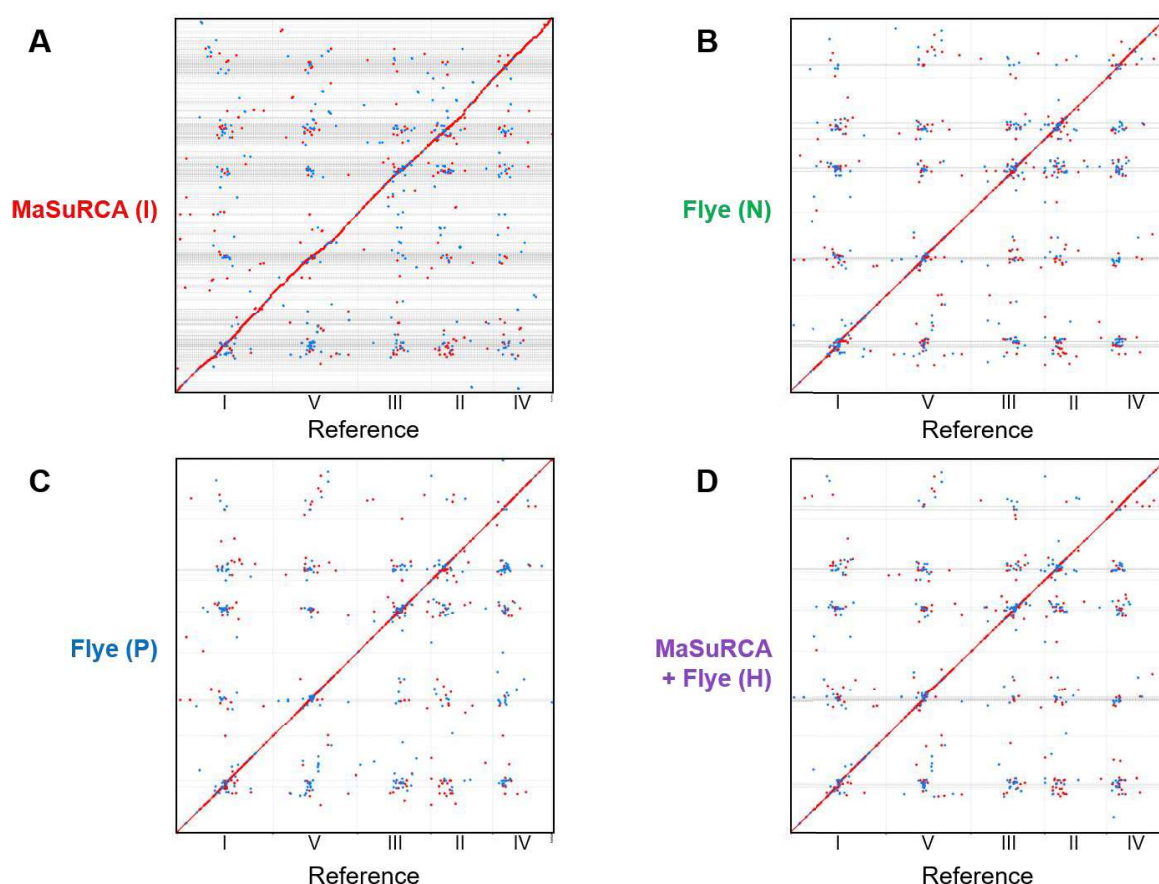 A
MaSuRCA (I)
I V III II IV
Reference
B
Flye (N)
I V III II IV
Reference
C
Flye (P)
I V III II IV
Reference
D
MaSuRCA
+ Flye (H)
I V III II IV
Reference